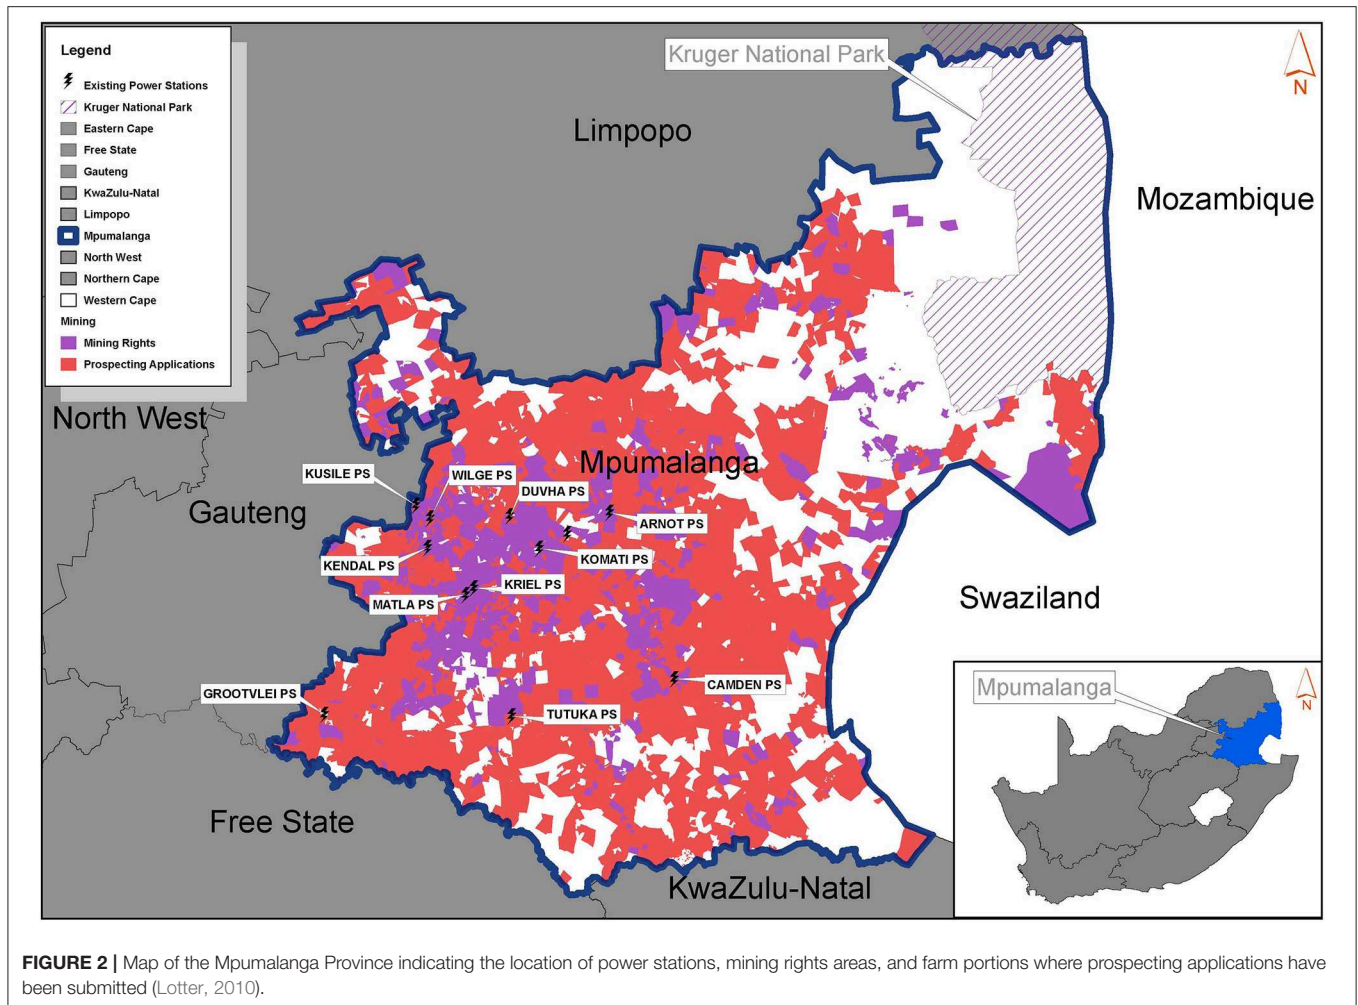 Legend
Existing Power Stations
Kruger National Park
Eastern Cape
Free State
Gauteng
KwaZulu-Natal
Limpopo
Mpumalanga
North West
Northern Cape
Western Cape
Mining
Mining Rights
Prospecting Applications
Kruger National Park
N
Limpopo
Mozambique
North West
Mpumalanga
KUSILE PS
WILGE PS
DUVHA PS
Gauteng
ARNOT PS
KENDAL PS
KOMATI PS
KRIEL PS
MATLA PS
Swaziland
GROOTVLEI PS
CAMDEN PS
TUTUKA PS
Mpumalanga
N
Free State
KwaZulu-Natal
FIGURE 2 | Map of the Mpumalanga Province indicating the location of power stations, mining rights areas, and farm portions where prospecting applications have
been submitted (Lotter, 2010).